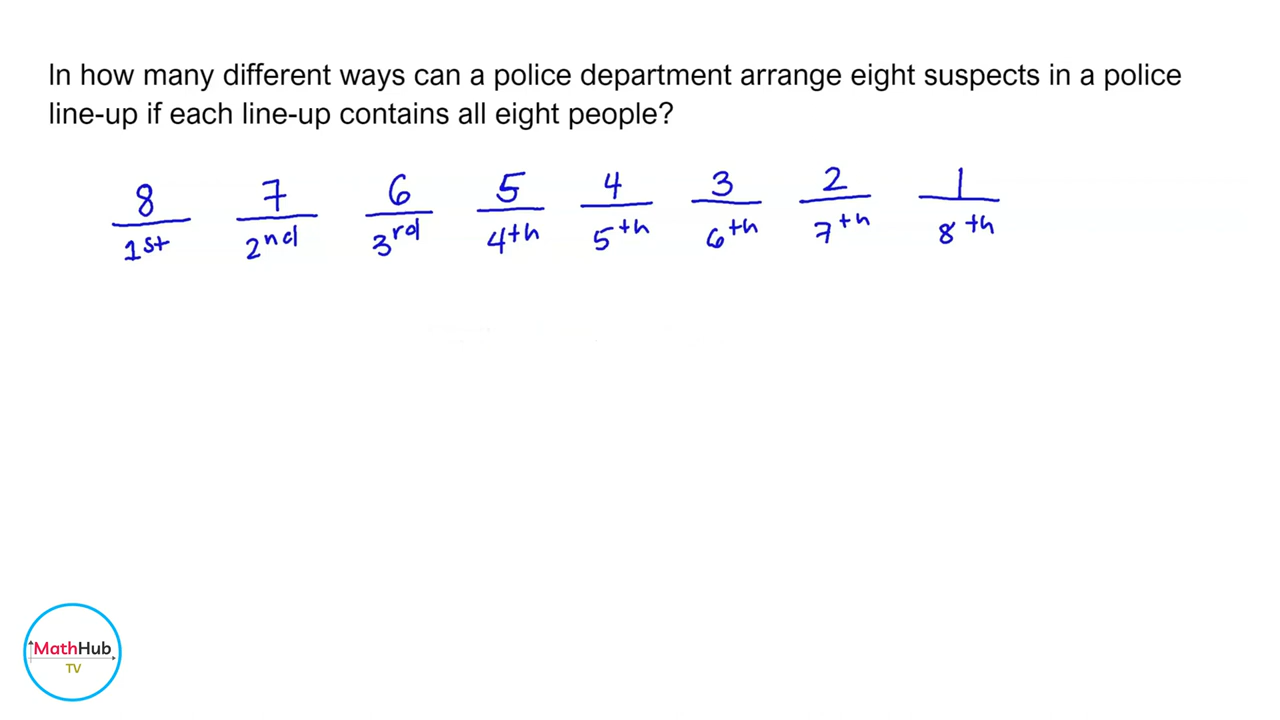 In how many different ways can a police department arrange eight suspects in a police
line-up if each line-up contains all eight people?
8 7 6 5 4 3 2 1
1st 2nd 3rd 4th 5th 6th 7th 8th
MathHub
TV